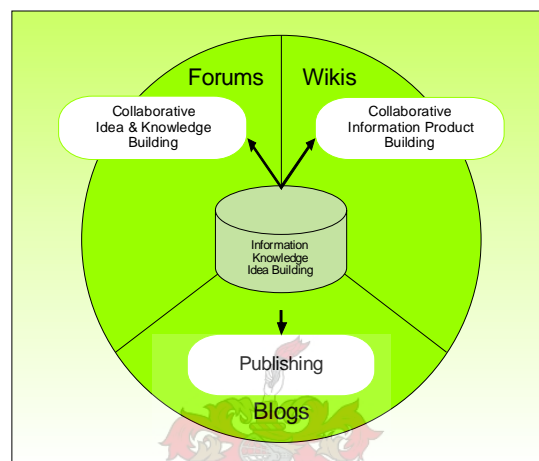 Forums
Wikis
Collaborative
Idea & Knowledge
Building
Collaborative
Information Product
Building
Information
Knowledge
Idea Building
Publishing
Blogs